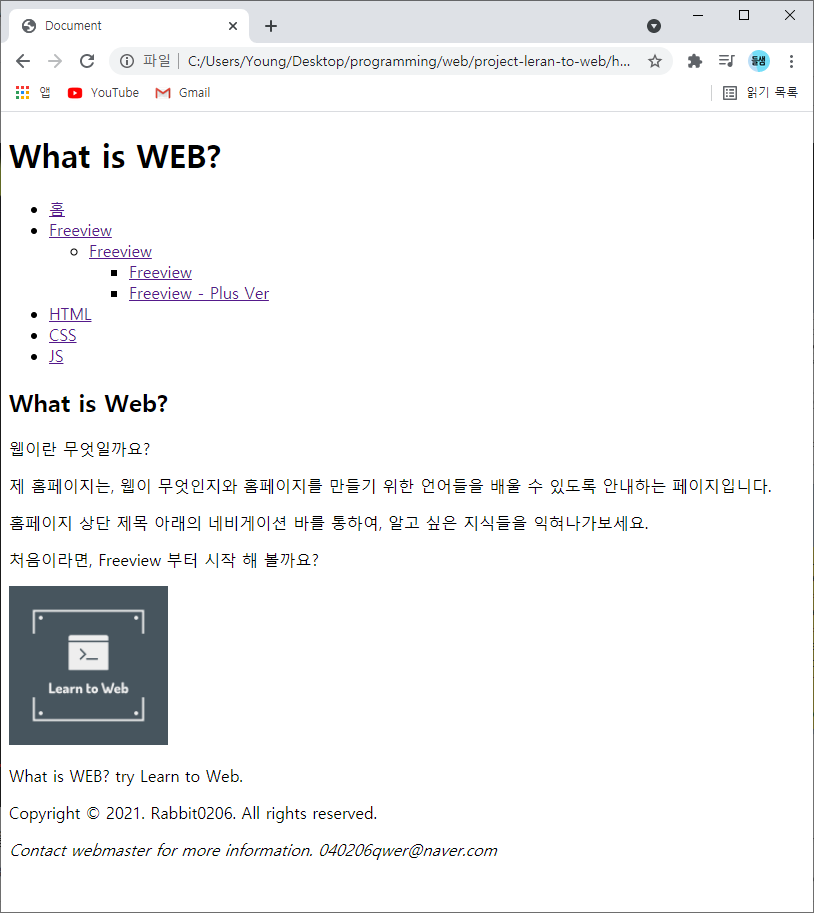 Document
파일 C:/Users/Young/Desktop/programming/web/project-leran-to-web/h... 들샘
앱 YouTube Gmail 읽기 목록
What is WEB?
홈
Freeview
Freeview
Freeview
Freeview - Plus Ver
HTML
CSS
JS
What is Web?
웹이란 무엇일까요?
제 홈페이지는, 웹이 무엇인지와 홈페이지를 만들기 위한 언어들을 배울 수 있도록 안내하는 페이지입니다.
홈페이지 상단 제목 아래의 네비게이션 바를 통하여, 알고 싶은 지식들을 익혀나가보세요.
처음이라면, Freeview 부터 시작 해 볼까요?
Learn to Web
What is WEB? try Learn to Web.
Copyright © 2021. Rabbit0206. All rights reserved.
Contact webmaster for more information. 040206qwer@naver.com